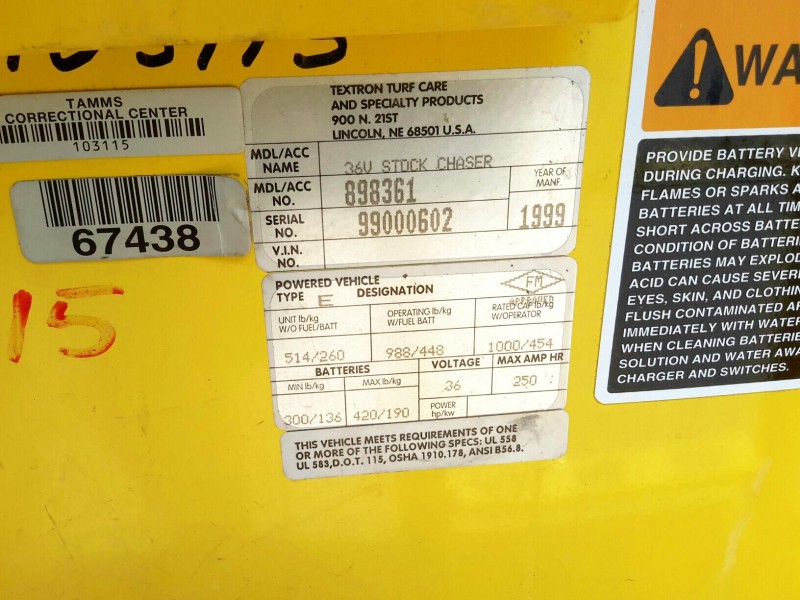 103115
TAMMS
CORRECTIONAL CENTER
103115
67438
15
TEXTRON TURF CARE
AND SPECIALTY PRODUCTS
900 N. 21ST
LINCOLN, NE 68501 U.S.A.
MDL/ACC NAME 36V STOCK CHASER
MDL/ACC NO. 898361
YEAR OF MANF.
SERIAL NO. 99000602 1999
V.I.N. NO.
POWERED VEHICLE
TYPE E DESIGNATION
FM
APPROVED
UNIT lb/kg W/O FUEL/BATT
OPERATING lb/kg W/FUEL BATT
RATED CAP lb/kg W/OPERATOR
514/260 988/448 1000/454
BATTERIES VOLTAGE MAX AMP HR
MIN lb/kg MAX lb/kg 36 250
300/136 420/190 POWER hp/kw
THIS VEHICLE MEETS REQUIREMENTS OF ONE
OR MORE OF THE FOLLOWING SPECS: UL 558
UL 583, D.O.T. 115, OSHA 1910.178, ANSI B56.8.
WA
PROVIDE BATTERY VE
DURING CHARGING. K
FLAMES OR SPARKS A
BATTERIES AT ALL TIM
SHORT ACROSS BATTE
CONDITION OF BATTERI
BATTERIES MAY EXPLOD
ACID CAN CAUSE SEVER
EYES, SKIN, AND CLOTHIN
FLUSH CONTAMINATED AR
IMMEDIATELY WITH WATER
WHEN CLEANING BATTERIE
SOLUTION AND WATER AWA
CHARGER AND SWITCHES.